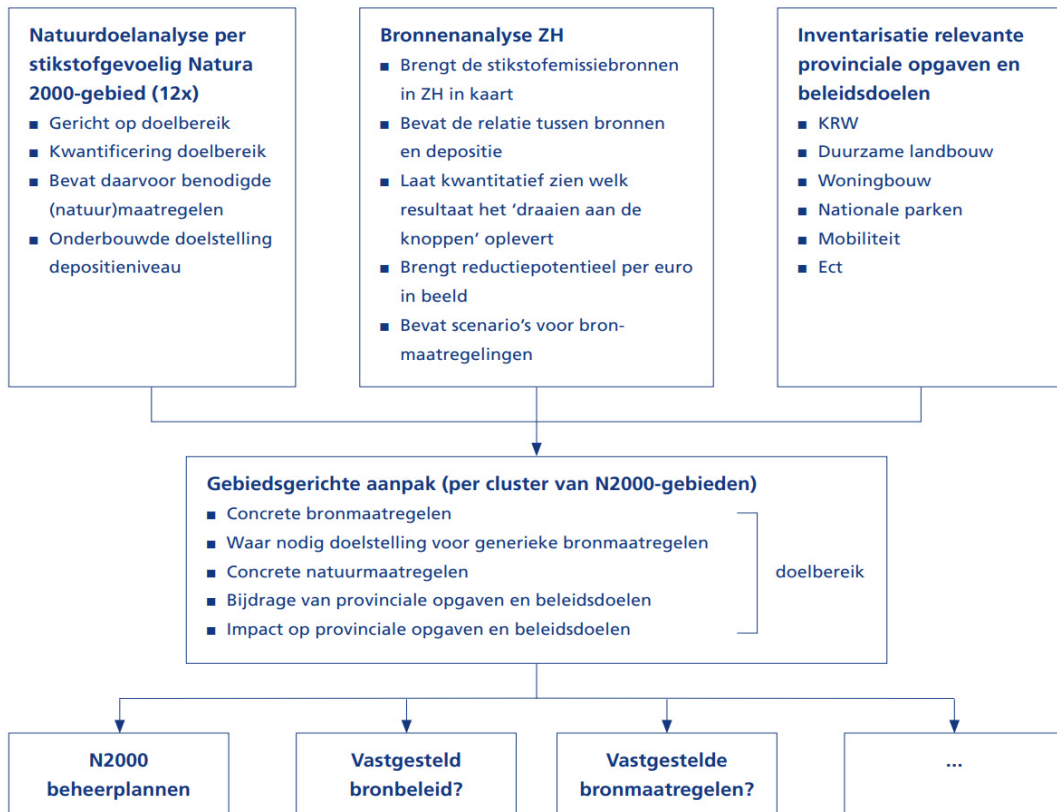 Natuurdoelanalyse per
stikstofgevoelig Natura
2000-gebied (12x)
■ Gericht op doelbereik
■ Kwantificering doelbereik
■ Bevat daarvoor benodigde
(natuur)maatregelen
■ Onderbouwde doelstelling
depositieniveau
Bronnenanalyse ZH
■ Brengt de stikstofemissiebronnen
in ZH in kaart
■ Bevat de relatie tussen bronnen
en depositie
■ Laat kwantitatief zien welk
resultaat het ‘draaien aan de
knoppen’ oplevert
■ Brengt reductiepotentieel per euro
in beeld
■ Bevat scenario’s voor bron-
maatregelingen
Inventarisatie relevante
provinciale opgaven en
beleidsdoelen
■ KRW
■ Duurzame landbouw
■ Woningbouw
■ Nationale parken
■ Mobiliteit
■ Ect
Gebiedsgerichte aanpak (per cluster van N2000-gebieden)
■ Concrete bronmaatregelen
■ Waar nodig doelstelling voor generieke bronmaatregelen
■ Concrete natuurmaatregelen
■ Bijdrage van provinciale opgaven en beleidsdoelen
■ Impact op provinciale opgaven en beleidsdoelen
doelbereik
N2000
beheerplannen
Vastgesteld
bronbeleid?
Vastgestelde
bronmaatregelen?
...